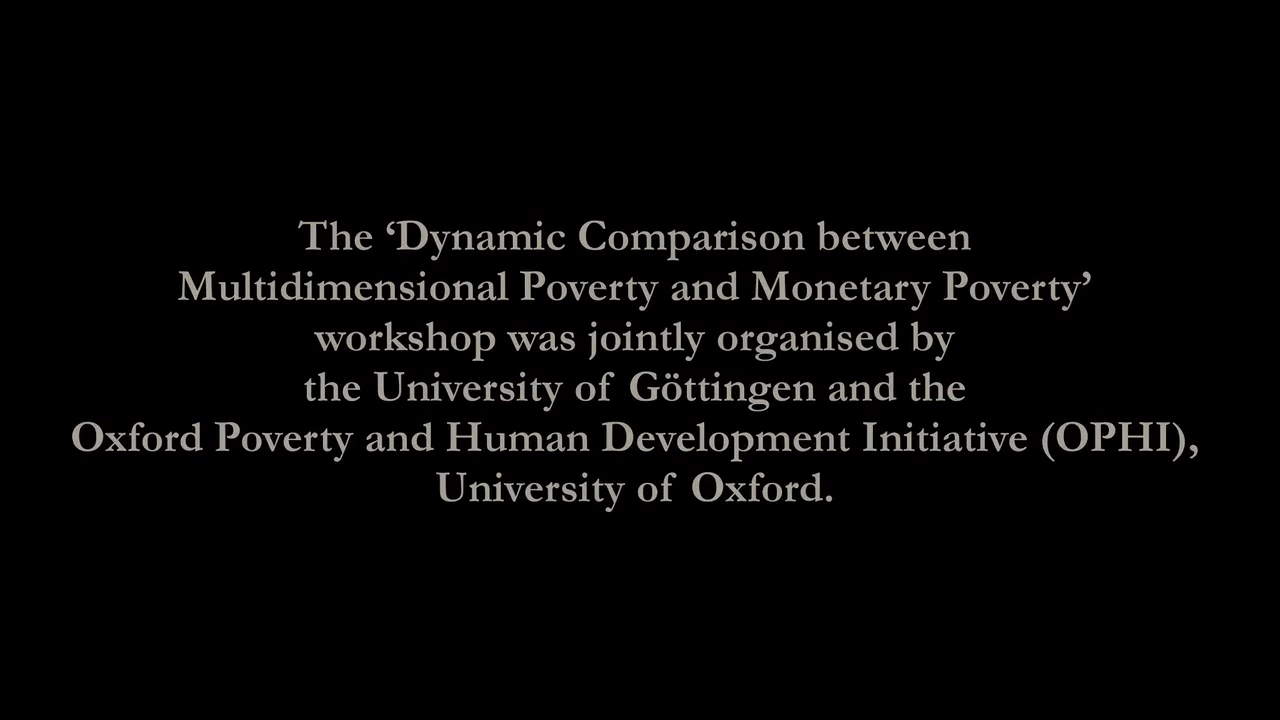 The ‘Dynamic Comparison between
Multidimensional Poverty and Monetary Poverty’
workshop was jointly organised by
the University of Göttingen and the
Oxford Poverty and Human Development Initiative (OPHI),
University of Oxford.